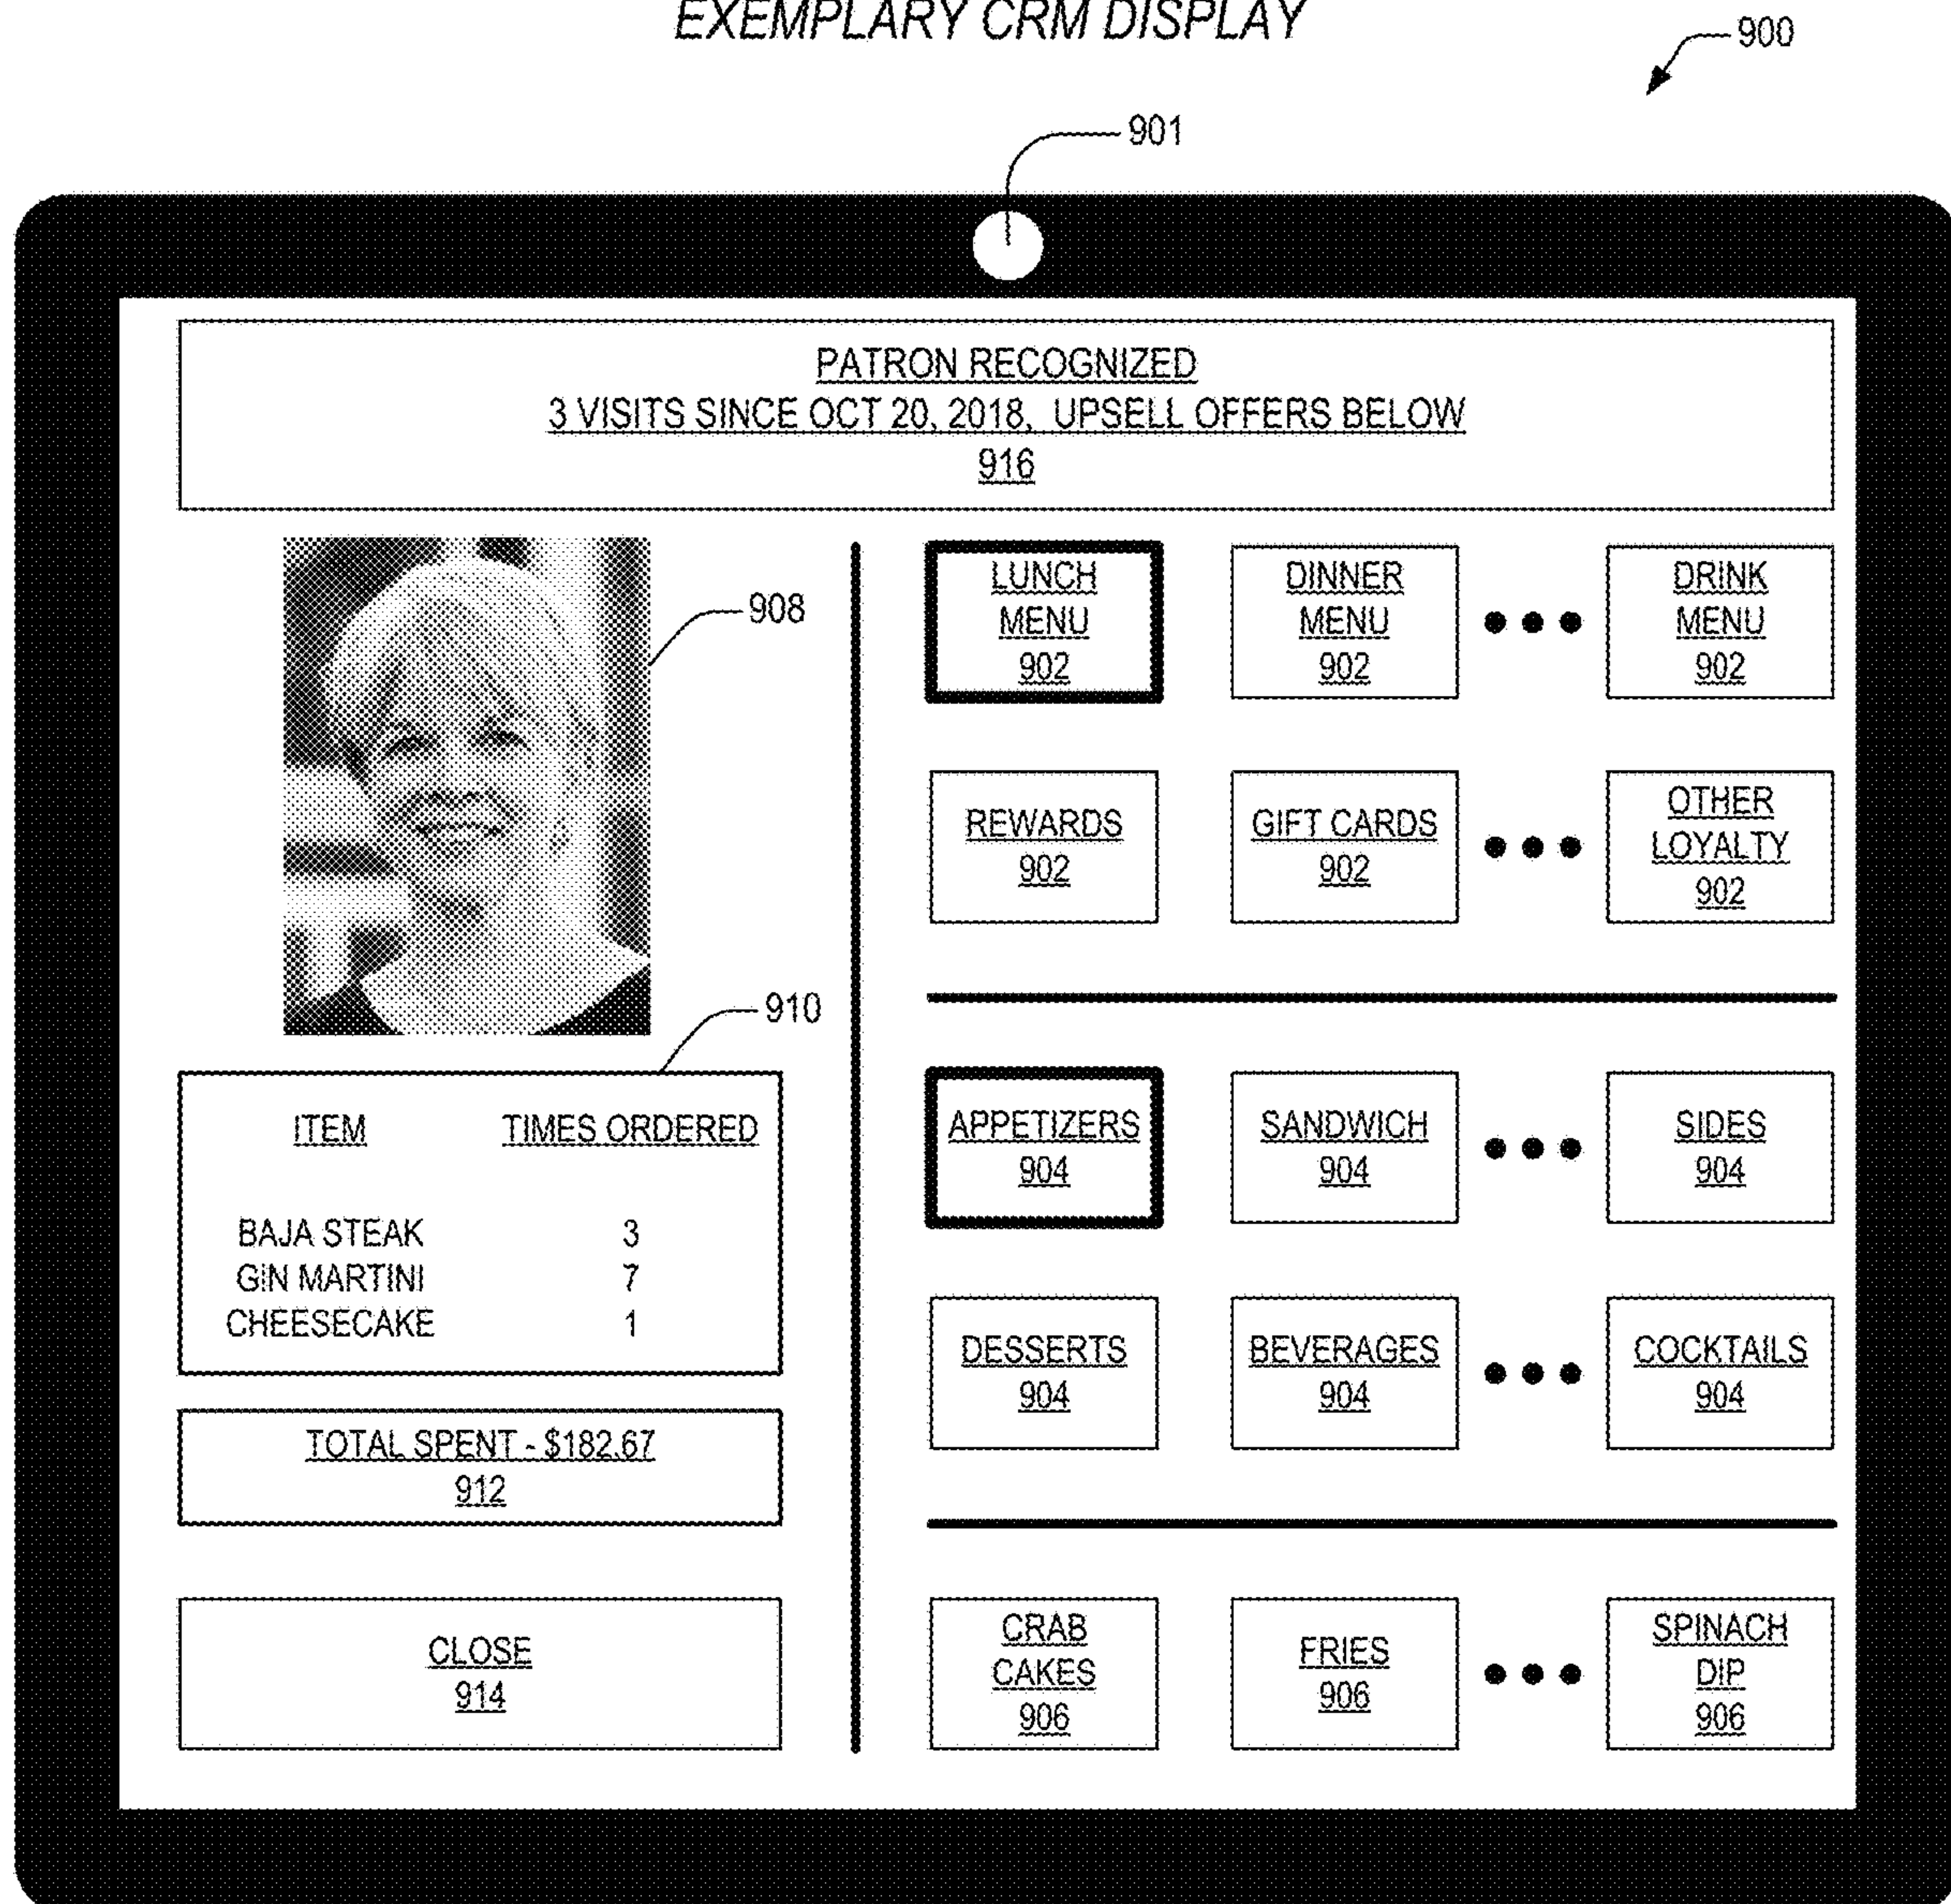 EXEMPLARY CRM DISPLAY
900
901
PATRON RECOGNIZED
3 VISITS SINCE OCT 20, 2018, UPSELL OFFERS BELOW
916
908
910
ITEM TIMES ORDERED
BAJA STEAK 3
GIN MARTINI 7
CHEESECAKE 1
TOTAL SPENT - $182.67
912
CLOSE
914
LUNCH
MENU
902
DINNER
MENU
902
DRINK
MENU
902
REWARDS
902
GIFT CARDS
902
OTHER
LOYALTY
902
APPETIZERS
904
SANDWICH
904
SIDES
904
DESSERTS
904
BEVERAGES
904
COCKTAILS
904
CRAB
CAKES
906
FRIES
906
SPINACH
DIP
906